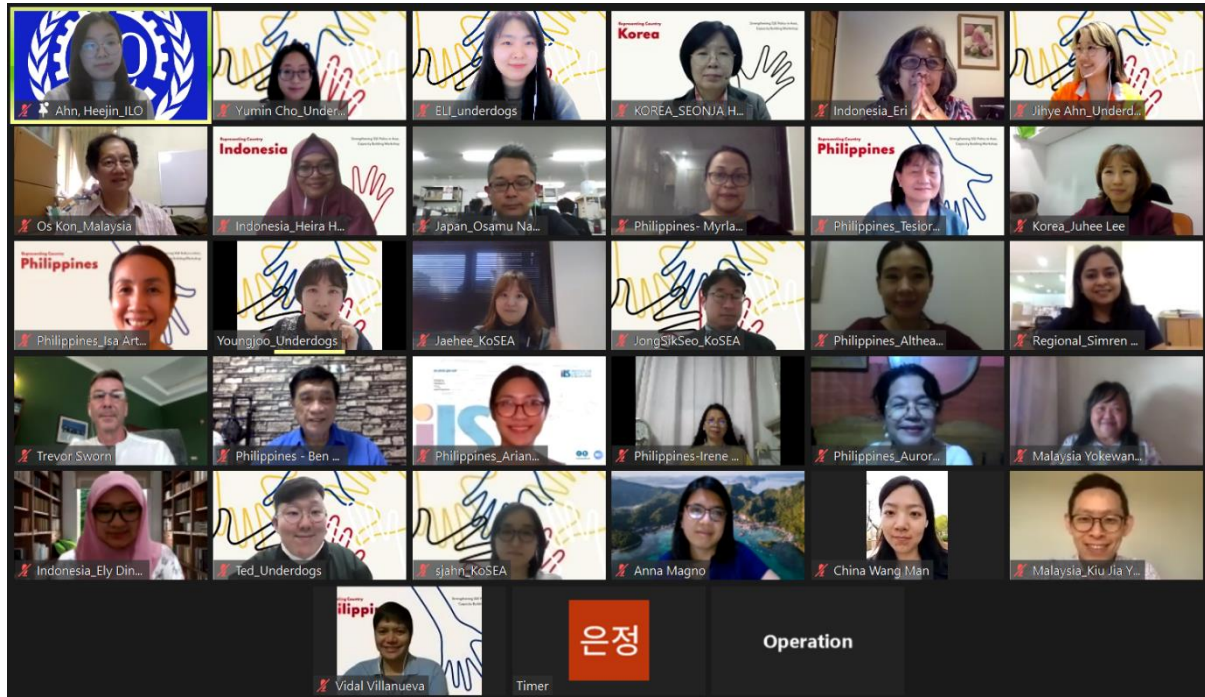 Ahn, Heejin_ILO
Yumin Cho_Under...
ELI_underdogs
Representing Country
Korea
Strengthening SSE Policy in Asia,
Capacity Building Workshop
KOREA_SEONJA H...
Indonesia_Eri
Jihye Ahn_Underd...
Os Kon_Malaysia
Representing Country
Indonesia
Strengthening SSE Policy in Asia,
Capacity Building Workshop
Indonesia_Heira H...
Japan_Osamu Na...
Philippines- Myrla...
Representing Country
Philippines
Strengthening SSE Policy in Asia,
Capacity Building Workshop
Philippines_Tesior...
Korea_Juhee Lee
Representing Country
Philippines
Philippines_Isa Art...
Youngjoo_Underdogs
Jaehee_KoSEA
JongSikSeo_KoSEA
Philippines_Althea...
Regional_Simren ...
Trevor Sworn
Philippines - Ben ...
ils
Philippines_Arian...
Philippines-Irene ...
Philippines_Auror...
Malaysia Yokewan...
Indonesia_Ely Din...
Ted_Underdogs
sjahn_KoSEA
Anna Magno
China Wang Man
Malaysia_Kiu Jia Y...
ilippi
Vidal Villanueva
은정
Timer
Operation